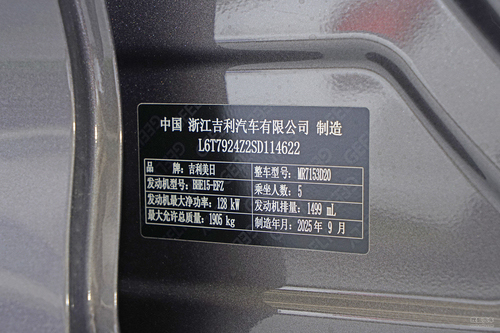 中国 浙江吉利汽车有限公司 制造
L6T7924Z2SD114622
品 牌: 吉利美日 整车型号: MR7153D20
发动机型号: BHE15-EFZ 乘坐人数: 5
发动机最大净功率: 128 kW 发动机排量: 1499 mL
最大允许总质量: 1905 kg 制造年月: 2025 年 9 月